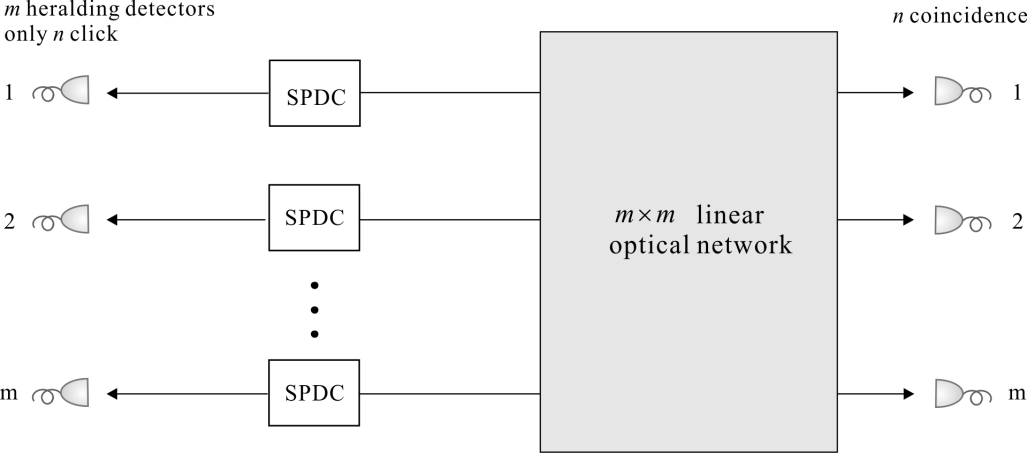 m heralding detectors
only n click
n coincidence
1
SPDC
1
2
SPDC
m×m linear
optical network
2
m
SPDC
m